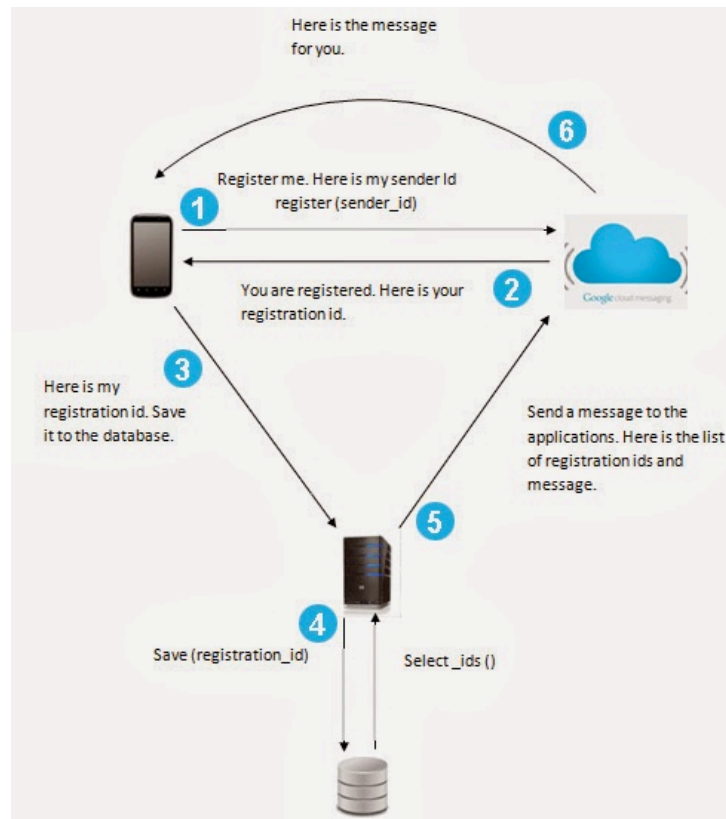 Here is the message
for you.
6
Register me. Here is my sender Id
register (sender_id)
1
Google cloud messaging
2
You are registered. Here is your
registration id.
3
Here is my
registration id. Save
it to the database.
Send a message to the
applications. Here is the list
of registration ids and
message.
5
4
Save (registration_id)
Select _ids ()